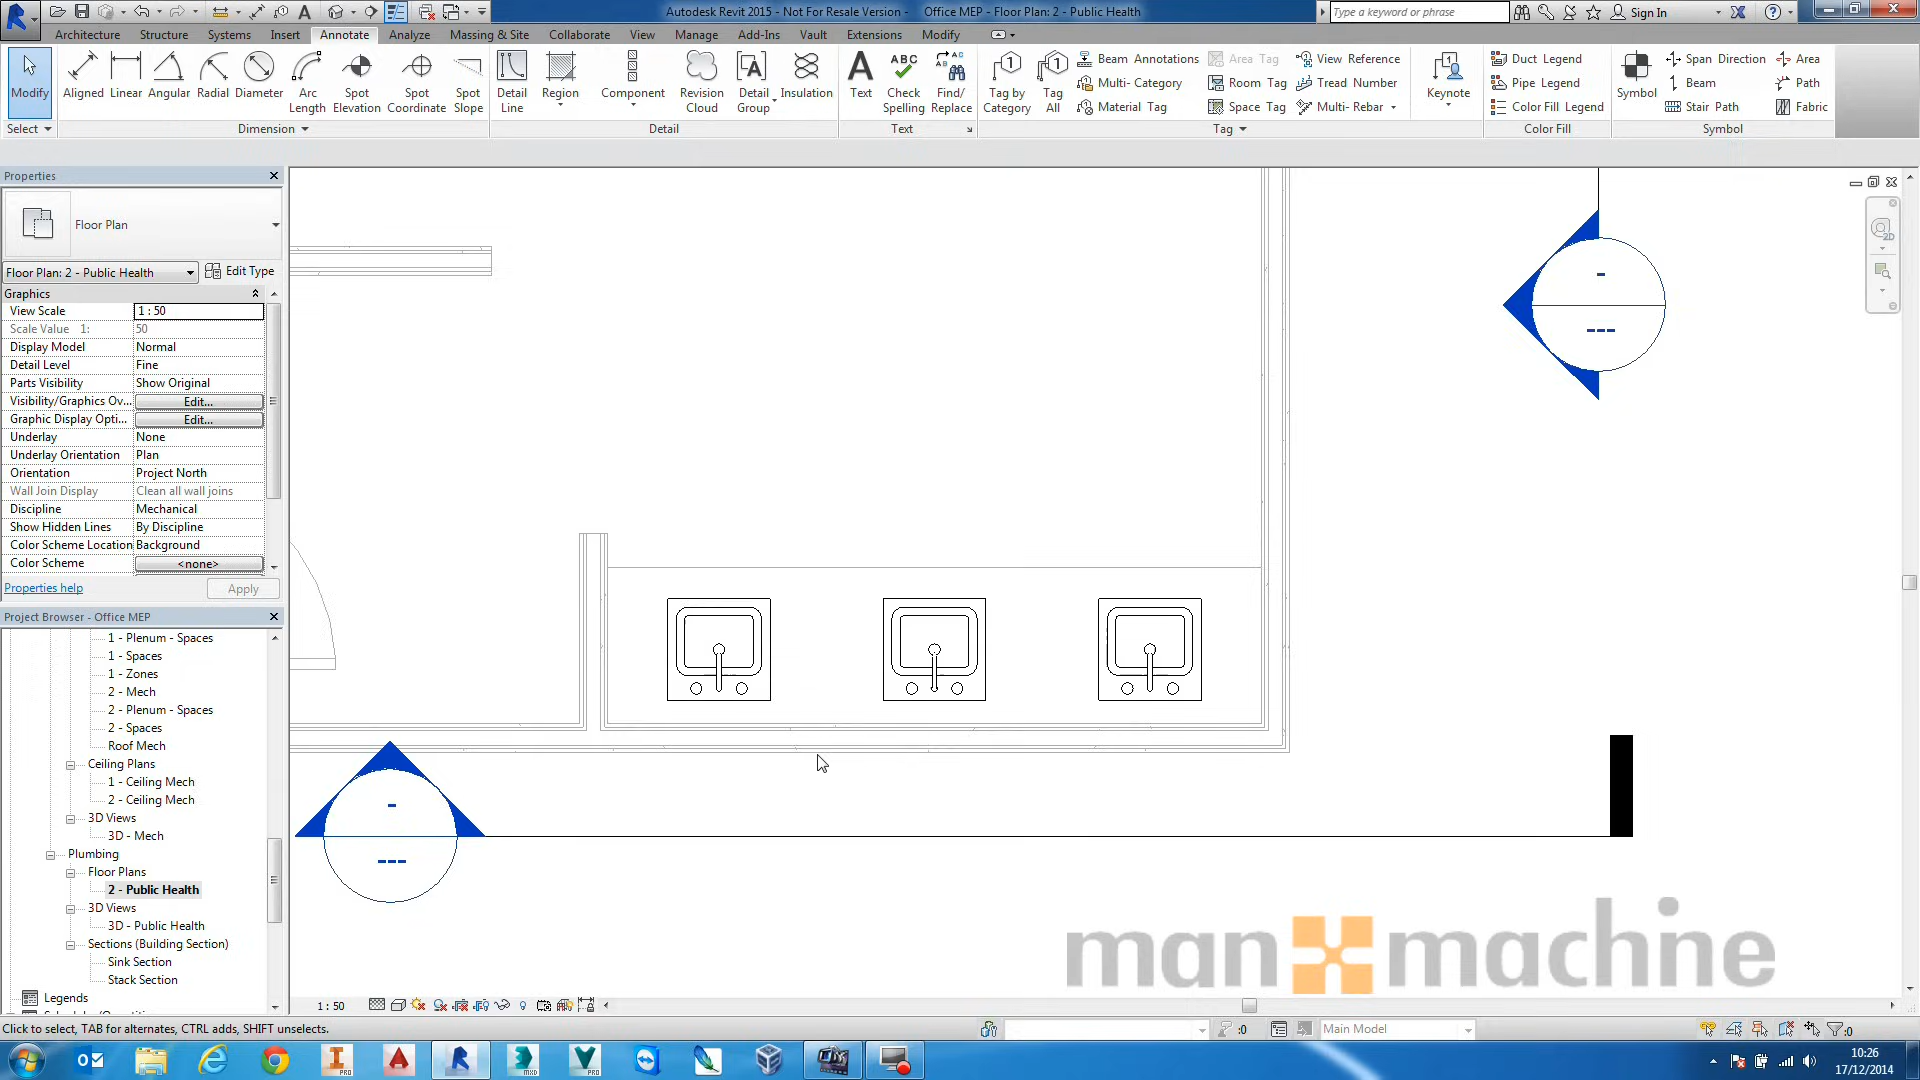 Autodesk Revit 2015 - Not For Resale Version - Office MEP - Floor Plan: 2 - Public Health
Type a keyword or phrase
Sign In
Architecture Structure Systems Insert Annotate Analyze Massing & Site Collaborate View Manage Add-Ins Vault Extensions Modify
Modify
Aligned Linear Angular Radial Diameter Arc Length Spot Elevation Spot Coordinate Spot Slope
Detail Line Region Component Revision Cloud Detail Group Insulation
Text ABC Check Spelling Find/ Replace
Tag by Category Tag All
Beam Annotations Area Tag View Reference
Multi- Category Room Tag Tread Number
Material Tag Space Tag Multi- Rebar
Keynote
Duct Legend
Pipe Legend
Color Fill Legend
Symbol
Span Direction Area
Beam Path
Stair Path Fabric
Select Dimension Detail Text Tag Color Fill Symbol
Properties
Floor Plan
Floor Plan: 2 - Public Health Edit Type
Graphics
View Scale 1 : 50
Scale Value 1: 50
Display Model Normal
Detail Level Fine
Parts Visibility Show Original
Visibility/Graphics Ov... Edit...
Graphic Display Opti... Edit...
Underlay None
Underlay Orientation Plan
Orientation Project North
Wall Join Display Clean all wall joins
Discipline Mechanical
Show Hidden Lines By Discipline
Color Scheme Location Background
Color Scheme <none>
Properties help Apply
Project Browser - Office MEP
1 - Plenum - Spaces
1 - Spaces
1 - Zones
2 - Mech
2 - Plenum - Spaces
2 - Spaces
Roof Mech
Ceiling Plans
1 - Ceiling Mech
2 - Ceiling Mech
3D Views
3D - Mech
Plumbing
Floor Plans
2 - Public Health
3D Views
3D - Public Health
Sections (Building Section)
Sink Section
Stack Section
Legends
-
---
-
---
2D
man machine
1 : 50
Click to select, TAB for alternates, CTRL adds, SHIFT unselects.
:0
Main Model
:0
10:26
17/12/2014